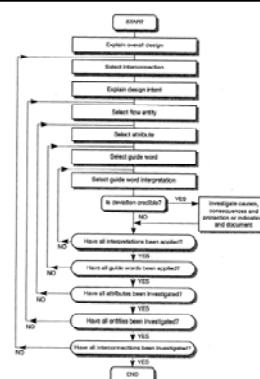 START
Explain overall design
Select interconnection
Explain design intent
Select flow entity
Select attribute
Select guide word
Select guide word interpretation
Is deviation credible?
YES
Investigate causes,
consequences and
protection or indication
and document
NO
Have all interpretations been applied?
NO
YES
Have all guide words been applied?
NO
YES
Have all attributes been investigated?
NO
YES
Have all entities been investigated?
NO
YES
Have all interconnections been investigated?
NO
YES
END